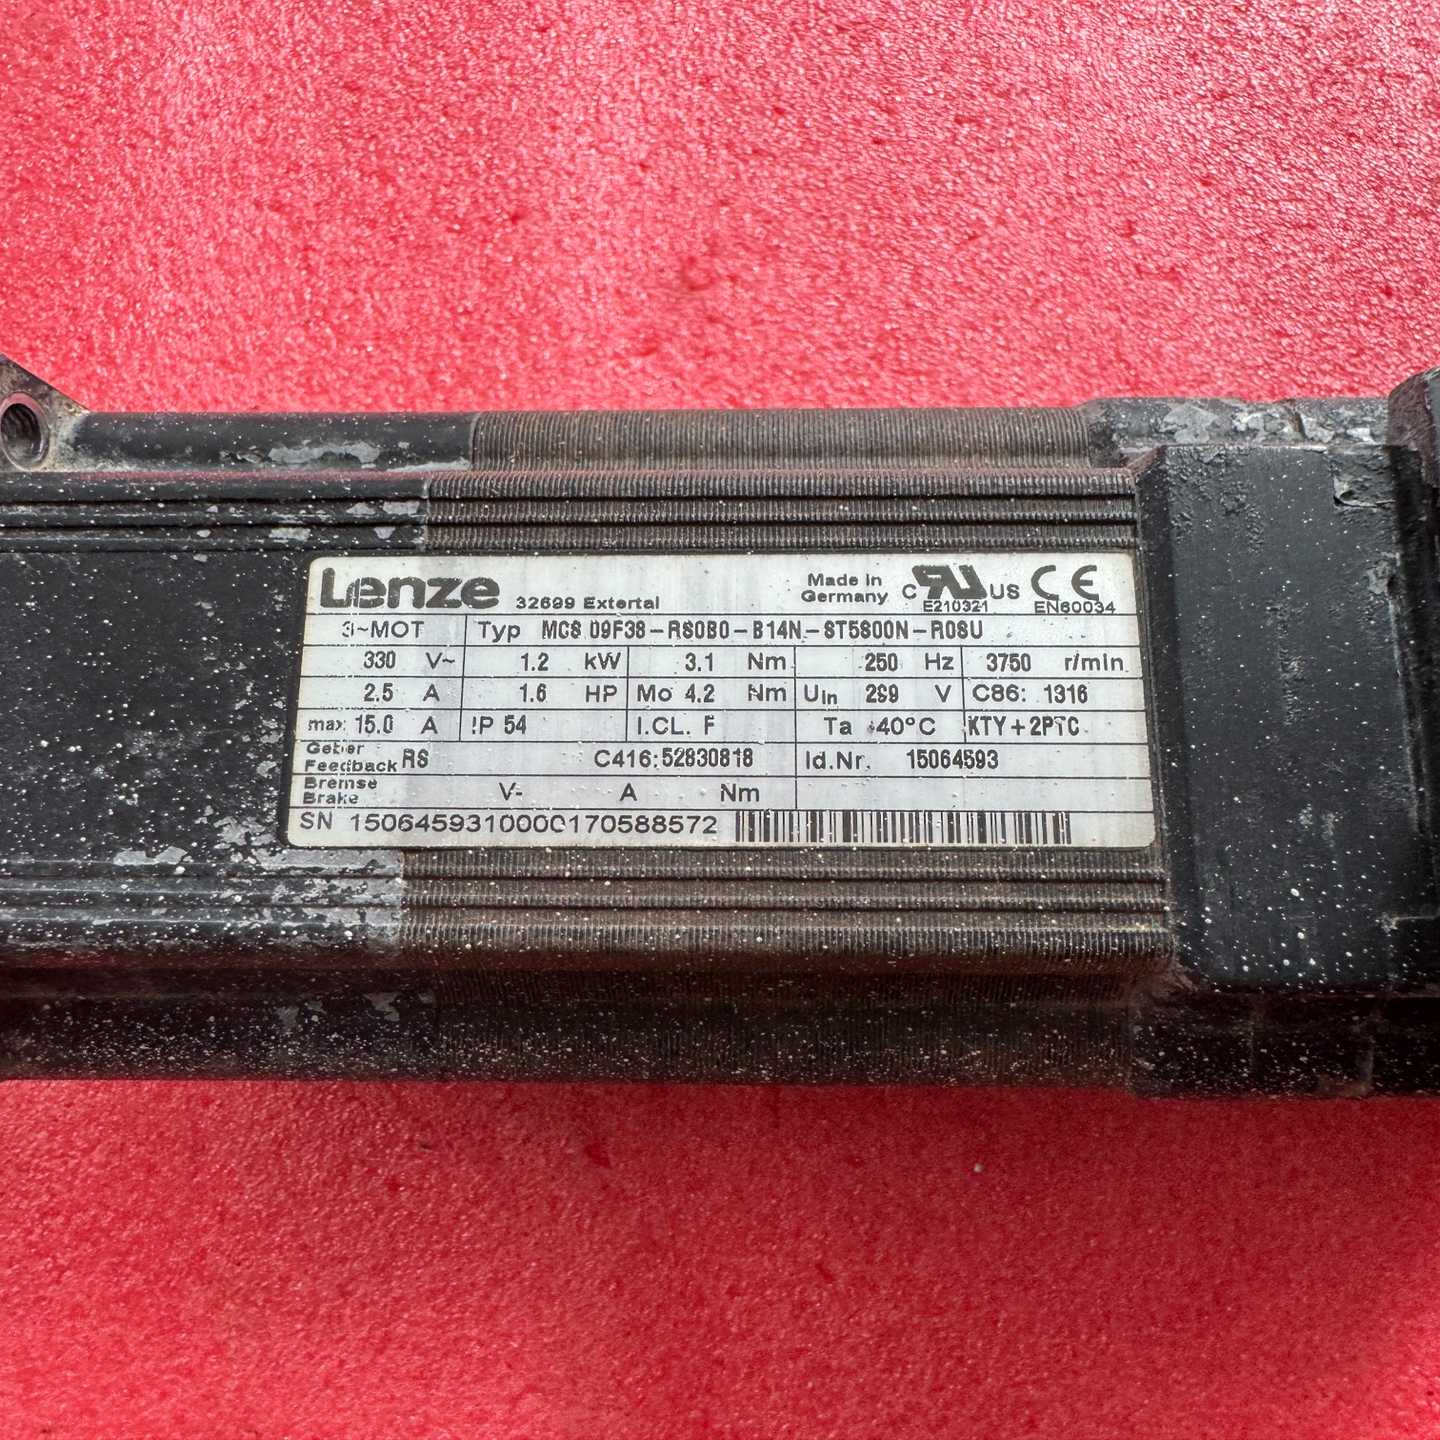 Lenze 32699 Extertal Made in Germany C RU US CE
E210321 EN60034
3~MOT Typ MCS 09F38-RS0B0-B14N-ST5S00N-R0SU
330 V~ 1.2 kW 3.1 Nm 250 Hz 3750 r/min
2.5 A 1.6 HP Mo 4.2 Nm Uin 299 V C86: 1316
max 15.0 A IP 54 I.CL. F Ta 40°C KTY+2PTC
Geber Feedback RS C416:52830818 Id.Nr. 15064593
Bremse Brake V- A Nm
SN 15064593100000170588572